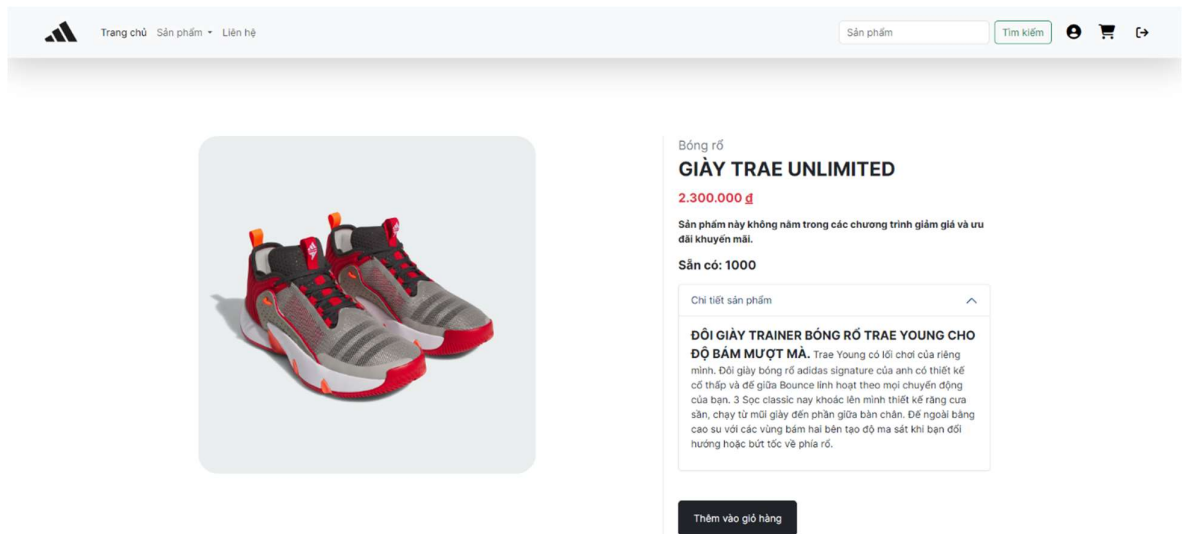 Trang chủ Sản phẩm Liên hệ Sản phẩm Tìm kiếm
Bóng rổ
GIÀY TRAE UNLIMITED
2.300.000 ₫
Sản phẩm này không nằm trong các chương trình giảm giá và ưu
đãi khuyến mãi.
Sẵn có: 1000
Chi tiết sản phẩm
ĐÔI GIÀY TRAINER BÓNG RỔ TRAE YOUNG CHO
ĐỘ BÁM MƯỢT MÀ. Trae Young có lối chơi của riêng
mình. Đôi giày bóng rổ adidas signature của anh có thiết kế
cổ thấp và đế giữa Bounce linh hoạt theo mọi chuyển động
của bạn. 3 Sọc classic nay khoác lên mình thiết kế răng cưa
sần, chạy từ mũi giày đến phần giữa bàn chân. Đế ngoài bằng
cao su với các vùng bám hai bên tạo độ ma sát khi bạn đổi
hướng hoặc bứt tốc về phía rổ.
Thêm vào giỏ hàng